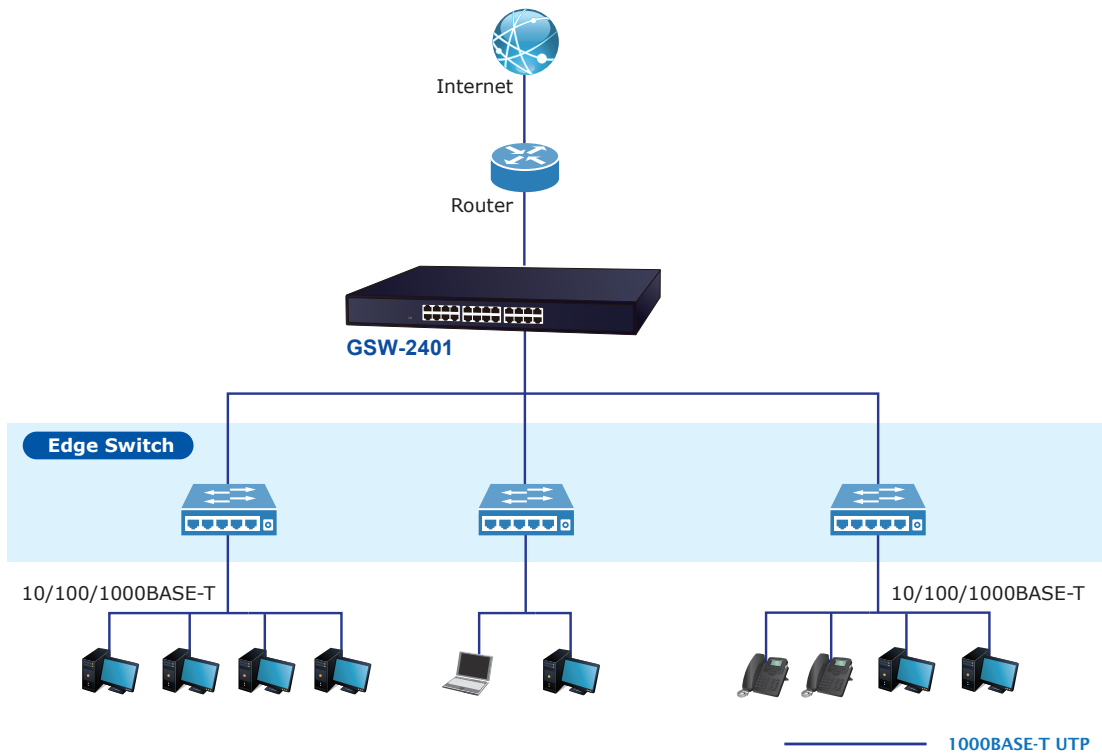 Internet
Router
GSW-2401
Edge Switch
10/100/1000BASE-T
10/100/1000BASE-T
1000BASE-T UTP